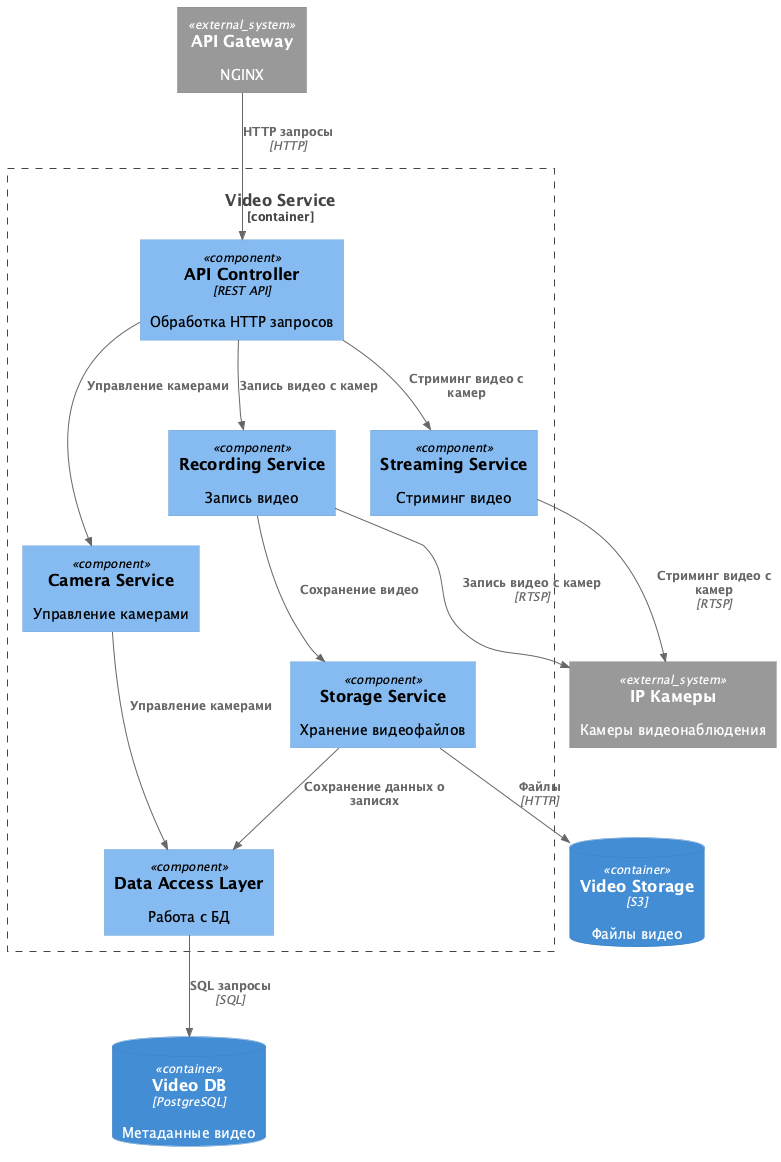 «external_system»
API Gateway
NGINX
HTTP запросы
[HTTP]
Video Service
[container]
«component»
API Controller
[REST API]
Обработка HTTP запросов
Управление камерами
Запись видео с камер
Стриминг видео с
камер
«component»
Recording Service
Запись видео
«component»
Streaming Service
Стриминг видео
«component»
Camera Service
Управление камерами
Сохранение видео
Запись видео с камер
[RTSP]
Стриминг видео с
камер
[RTSP]
«component»
Storage Service
Хранение видеофайлов
«external_system»
IP Камеры
Камеры видеонаблюдения
Управление камерами
Сохранение данных о
записях
Файлы
[HTTP]
«component»
Data Access Layer
Работа с БД
«container»
Video Storage
[S3]
Файлы видео
SQL запросы
[SQL]
«container»
Video DB
[PostgreSQL]
Метаданные видео